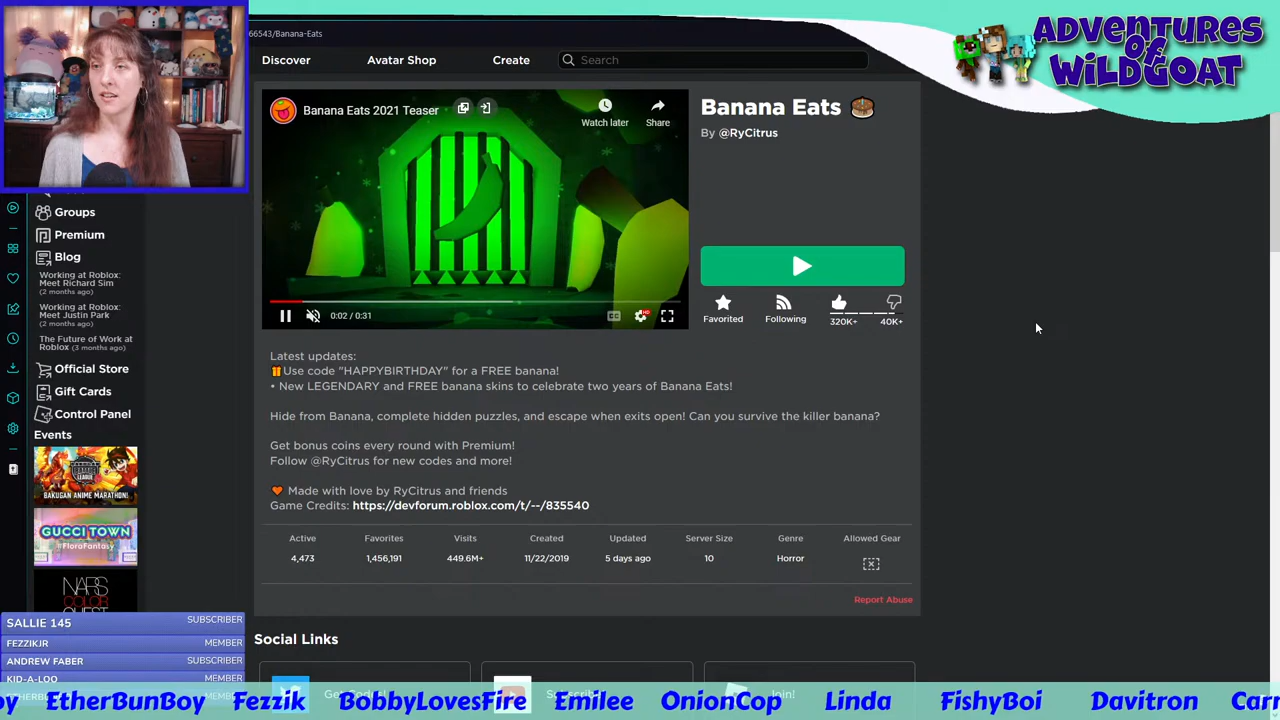 66543/Banana-Eats
ADVENTURES
OF
WILDGOAT
Discover
Avatar Shop
Create
Search
Banana Eats 2021 Teaser
Watch later
Share
0:02 / 0:31
Banana Eats
By @RyCitrus
Favorited
Following
320K+
40K+
Groups
Premium
Blog
Working at Roblox:
Meet Richard Sim
(2 months ago)
Working at Roblox:
Meet Justin Park
(2 months ago)
The Future of Work at
Roblox (3 months ago)
Official Store
Gift Cards
Control Panel
Events
BAKUGAN ANIME MARATHON!
GUCCI TOWN
#FloraFantasy
NARS
COLOR
QUEST
Latest updates:
Use code "HAPPYBIRTHDAY" for a FREE banana!
• New LEGENDARY and FREE banana skins to celebrate two years of Banana Eats!
Hide from Banana, complete hidden puzzles, and escape when exits open! Can you survive the killer banana?
Get bonus coins every round with Premium!
Follow @RyCitrus for new codes and more!
Made with love by RyCitrus and friends
Game Credits: https://devforum.roblox.com/t/--/835540
Active Favorites Visits Created Updated Server Size Genre Allowed Gear
4,473 1,456,191 449.6M+ 11/22/2019 5 days ago 10 Horror
Report Abuse
Social Links
SALLIE 145 SUBSCRIBER
FEZZIKJR MEMBER
ANDREW FABER SUBSCRIBER
KID-A-LOO MEMBER
EtherBunBoy Fezzik BobbyLovesFire Emilee OnionCop Linda FishyBoi Davitron